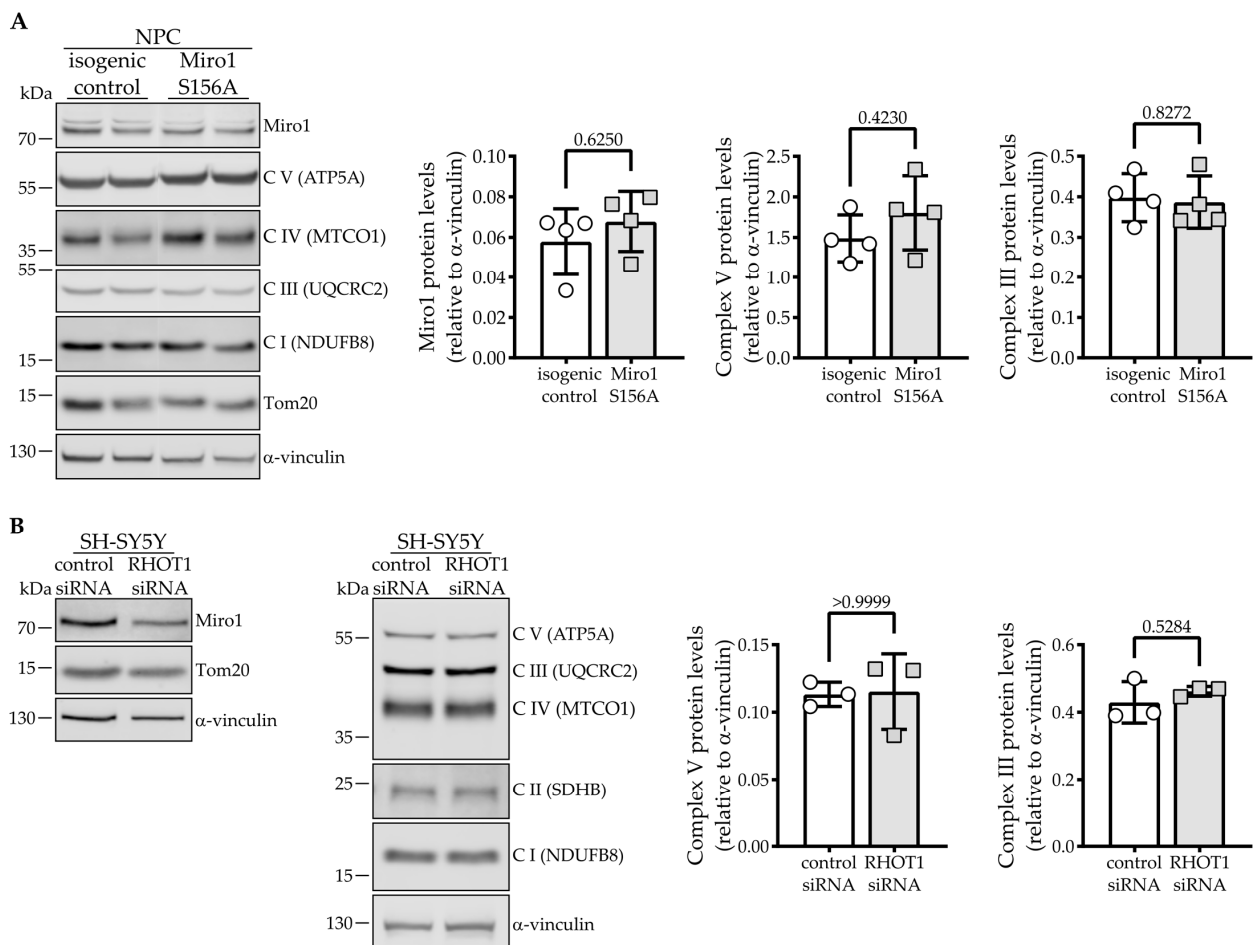 A
NPC
isogenic control
Miro1 S156A
kDa
70
55
35
55
15
15
130
Miro1
C V (ATP5A)
C IV (MTCO1)
C III (UQCRC2)
C I (NDUFB8)
Tom20
α-vinculin
Miro1 protein levels
(relative to α-vinculin)
0.10
0.08
0.06
0.04
0.02
0.00
0.6250
isogenic control
Miro1 S156A
Complex V protein levels
(relative to α-vinculin)
2.5
2.0
1.5
1.0
0.5
0.0
0.4230
isogenic control
Miro1 S156A
Complex III protein levels
(relative to α-vinculin)
0.5
0.4
0.3
0.2
0.1
0.0
0.8272
isogenic control
Miro1 S156A
B
SH-SY5Y
control siRNA
RHOT1 siRNA
kDa
70
15
130
Miro1
Tom20
α-vinculin
SH-SY5Y
control siRNA
RHOT1 siRNA
kDa
55
35
25
15
130
C V (ATP5A)
C III (UQCRC2)
C IV (MTCO1)
C II (SDHB)
C I (NDUFB8)
α-vinculin
Complex V protein levels
(relative to α-vinculin)
0.15
0.10
0.05
0.00
>0.9999
control siRNA
RHOT1 siRNA
Complex III protein levels
(relative to α-vinculin)
0.6
0.4
0.2
0.0
0.5284
control siRNA
RHOT1 siRNA